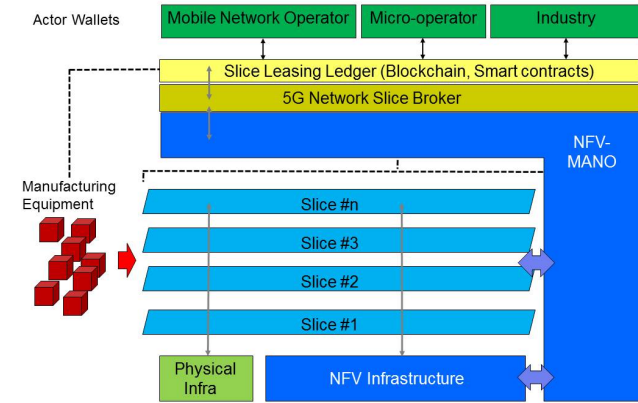 Actor Wallets
Mobile Network Operator
Micro-operator
Industry
Slice Leasing Ledger (Blockchain, Smart contracts)
5G Network Slice Broker
NFV-
MANO
Manufacturing
Equipment
Slice #n
Slice #3
Slice #2
Slice #1
Physical
Infra
NFV Infrastructure